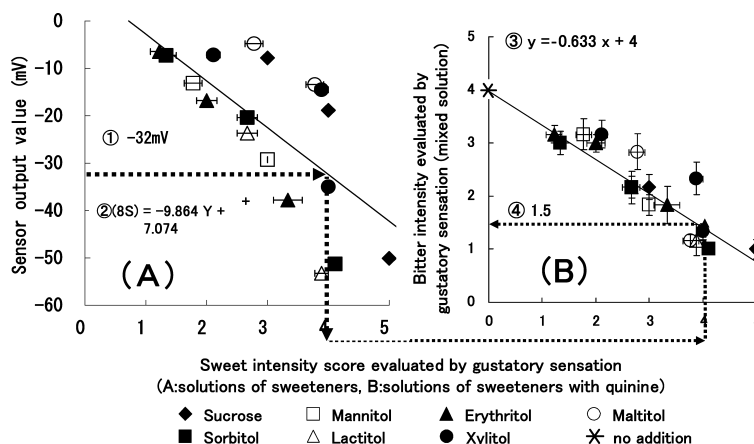 0
-10
-20
-30
-40
-50
-60
Sensor output value (mV)
① -32mV
②(8S) = -9.864 Y +
7.074
(A)
0 1 2 3 4 5
5
4
3
2
1
0
Bitter intensity evaluated by
gustatory sensation (mixed solution)
③ y =-0.633 x + 4
④ 1.5
(B)
0 1 2 3 4
Sweet intensity score evaluated by gustatory sensation
(A:solutions of sweeteners, B:solutions of sweeteners with quinine)
Sucrose Mannitol Erythritol Maltitol
Sorbitol Lactitol Xylitol no addition